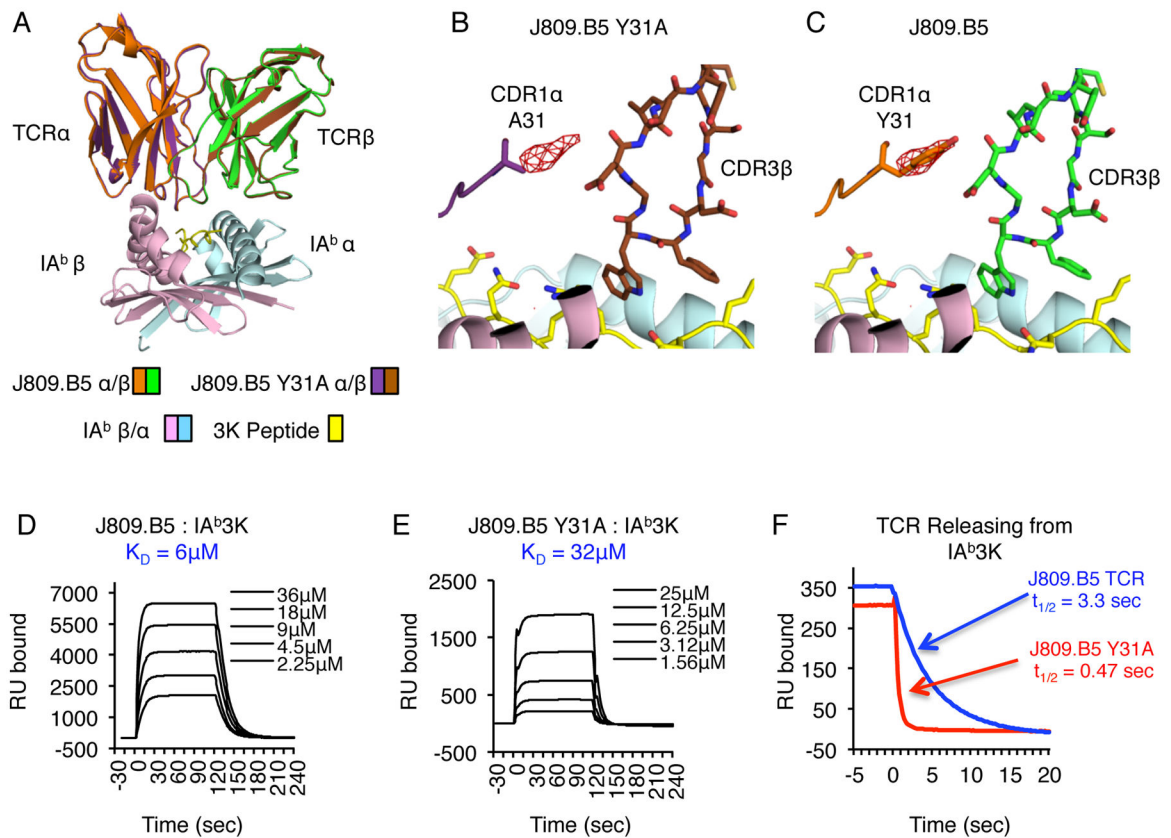 A
TCRα
TCRβ
IAᵇ β
IAᵇ α
J809.B5 α/β
J809.B5 Y31A α/β
IAᵇ β/α
3K Peptide
B
J809.B5 Y31A
CDR1α
A31
CDR3β
C
J809.B5
CDR1α
Y31
CDR3β
D
J809.B5 : IAᵇ3K
K_D = 6μM
RU bound
7000
5500
4000
2500
1000
-500
36μM
18μM
9μM
4.5μM
2.25μM
-30
0
30
60
90
120
150
180
210
240
Time (sec)
E
J809.B5 Y31A : IAᵇ3K
K_D = 32μM
RU bound
2500
1500
500
-500
25μM
12.5μM
6.25μM
3.12μM
1.56μM
-30
0
30
60
90
120
150
180
210
240
Time (sec)
F
TCR Releasing from
IAᵇ3K
RU bound
350
250
150
50
-50
J809.B5 TCR
t₁/₂ = 3.3 sec
J809.B5 Y31A
t₁/₂ = 0.47 sec
-5
0
5
10
15
20
Time (sec)